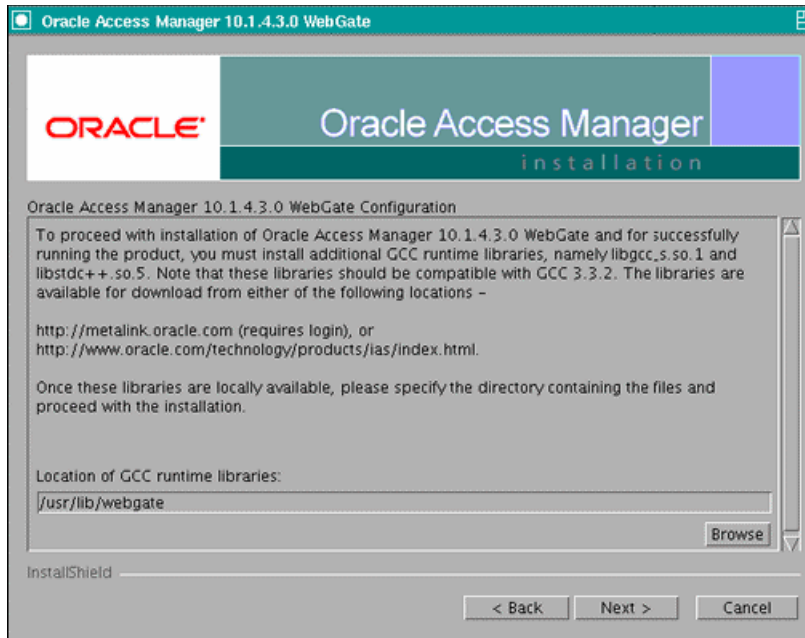 Oracle Access Manager 10.1.4.3.0 WebGate
ORACLE®
Oracle Access Manager
installation
Oracle Access Manager 10.1.4.3.0 WebGate Configuration
To proceed with installation of Oracle Access Manager 10.1.4.3.0 WebGate and for successfully
running the product, you must install additional GCC runtime libraries, namely libgcc_s.so.1 and
libstdc++.so.5. Note that these libraries should be compatible with GCC 3.3.2. The libraries are
available for download from either of the following locations –
http://metalink.oracle.com (requires login), or
http://www.oracle.com/technology/products/ias/index.html.
Once these libraries are locally available, please specify the directory containing the files and
proceed with the installation.
Location of GCC runtime libraries:
/usr/lib/webgate
Browse
InstallShield
< Back
Next >
Cancel